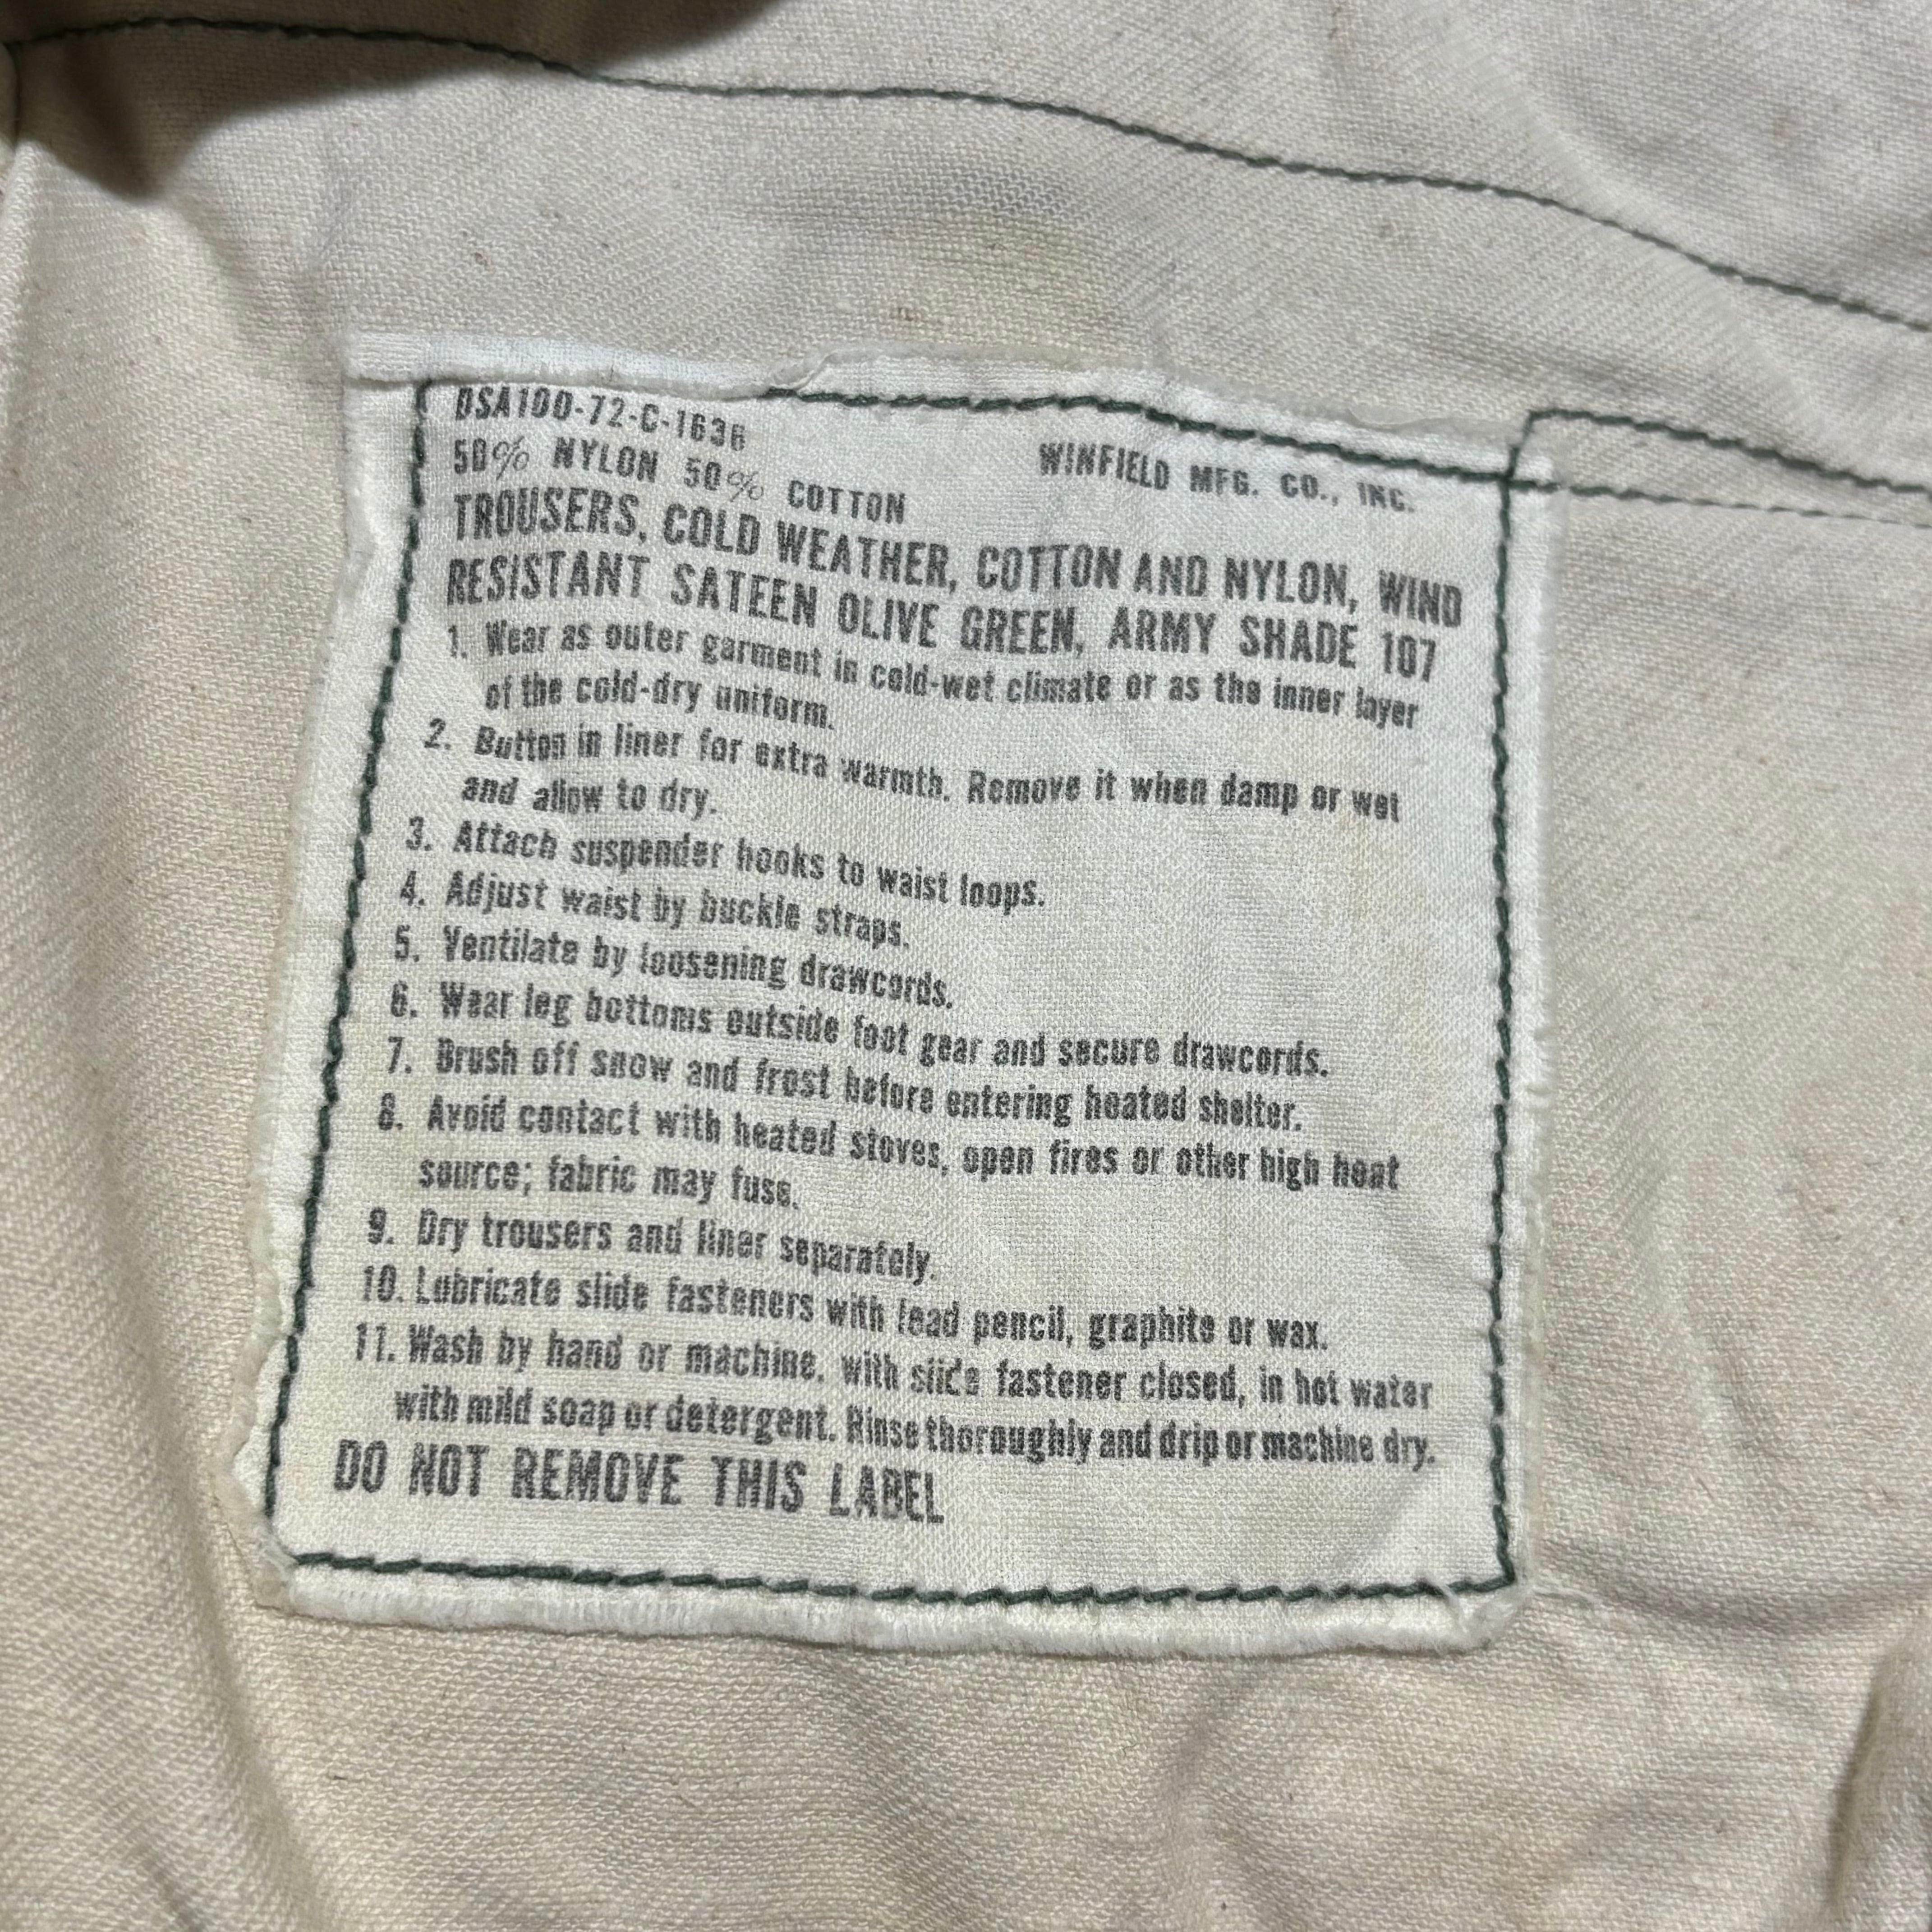 DSA100-72-C-1636
50% NYLON 50% COTTON WINFIELD MFG. CO., INC.
TROUSERS, COLD WEATHER, COTTON AND NYLON, WIND
RESISTANT SATEEN OLIVE GREEN, ARMY SHADE 107
1. Wear as outer garment in cold-wet climate or as the inner layer
of the cold-dry uniform.
2. Button in liner for extra warmth. Remove it when damp or wet
and allow to dry.
3. Attach suspender hooks to waist loops.
4. Adjust waist by buckle straps.
5. Ventilate by loosening drawcords.
6. Wear leg bottoms outside foot gear and secure drawcords.
7. Brush off snow and frost before entering heated shelter.
8. Avoid contact with heated stoves, open fires or other high heat
source; fabric may fuse.
9. Dry trousers and liner separately.
10. Lubricate slide fasteners with lead pencil, graphite or wax.
11. Wash by hand or machine, with slide fastener closed, in hot water
with mild soap or detergent. Rinse thoroughly and drip or machine dry.
DO NOT REMOVE THIS LABEL